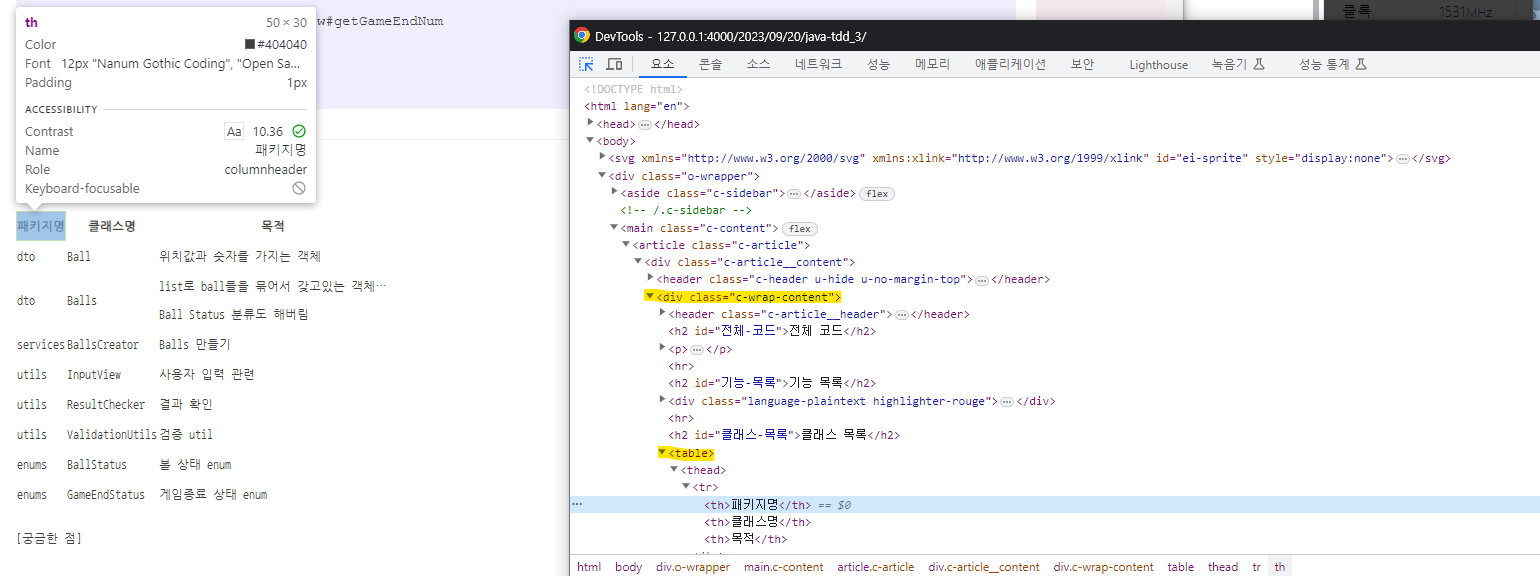 th 50 × 30
Color #404040
Font 12px "Nanum Gothic Coding", "Open Sa…
Padding 1px
ACCESSIBILITY
Contrast Aa 10.36
Name 패키지명
Role columnheader
Keyboard-focusable
w#getGameEndNum
패키지명 클래스명 목적
dto Ball 위치값과 숫자를 가지는 객체
dto Balls list로 ball들을 묶어서 갖고있는 객체…
Ball Status 분류도 해버림
services BallsCreator Balls 만들기
utils InputView 사용자 입력 관련
utils ResultChecker 결과 확인
utils ValidationUtils 검증 util
enums BallStatus 볼 상태 enum
enums GameEndStatus 게임종료 상태 enum
[궁금한 점]
클록 1531MHz
DevTools - 127.0.0.1:4000/2023/09/20/java-tdd_3/
요소 콘솔 소스 네트워크 성능 메모리 애플리케이션 보안 Lighthouse 녹음기 성능 통계
<!DOCTYPE html>
<html lang="en">
<head>…</head>
<body>
<svg xmlns="http://www.w3.org/2000/svg" xmlns:xlink="http://www.w3.org/1999/xlink" id="ei-sprite" style="display:none">…</svg>
<div class="o-wrapper">
<aside class="c-sidebar">…</aside> flex
<!-- /.c-sidebar -->
<main class="c-content"> flex
<article class="c-article">
<div class="c-article__content">
<header class="c-header u-hide u-no-margin-top">…</header>
<div class="c-wrap-content">
<header class="c-article__header">…</header>
<h2 id="전체-코드">전체 코드</h2>
<p>…</p>
<hr>
<h2 id="기능-목록">기능 목록</h2>
<div class="language-plaintext highlighter-rouge">…</div>
<hr>
<h2 id="클래스-목록">클래스 목록</h2>
<table>
<thead>
<tr>
… <th>패키지명</th> == $0
<th>클래스명</th>
<th>목적</th>
html body div.o-wrapper main.c-content article.c-article div.c-article__content div.c-wrap-content table thead tr th